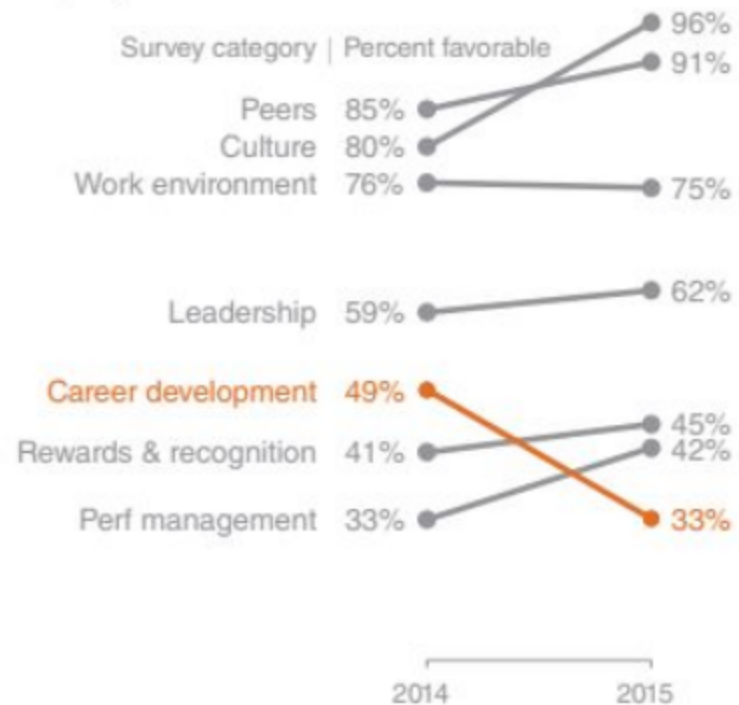 96%
Survey category | Percent favorable
91%
Peers 85%
Culture 80%
Work environment 76% 75%
62%
Leadership 59%
Career development 49%
45%
Rewards & recognition 41% 42%
Perf management 33% 33%
2014 2015